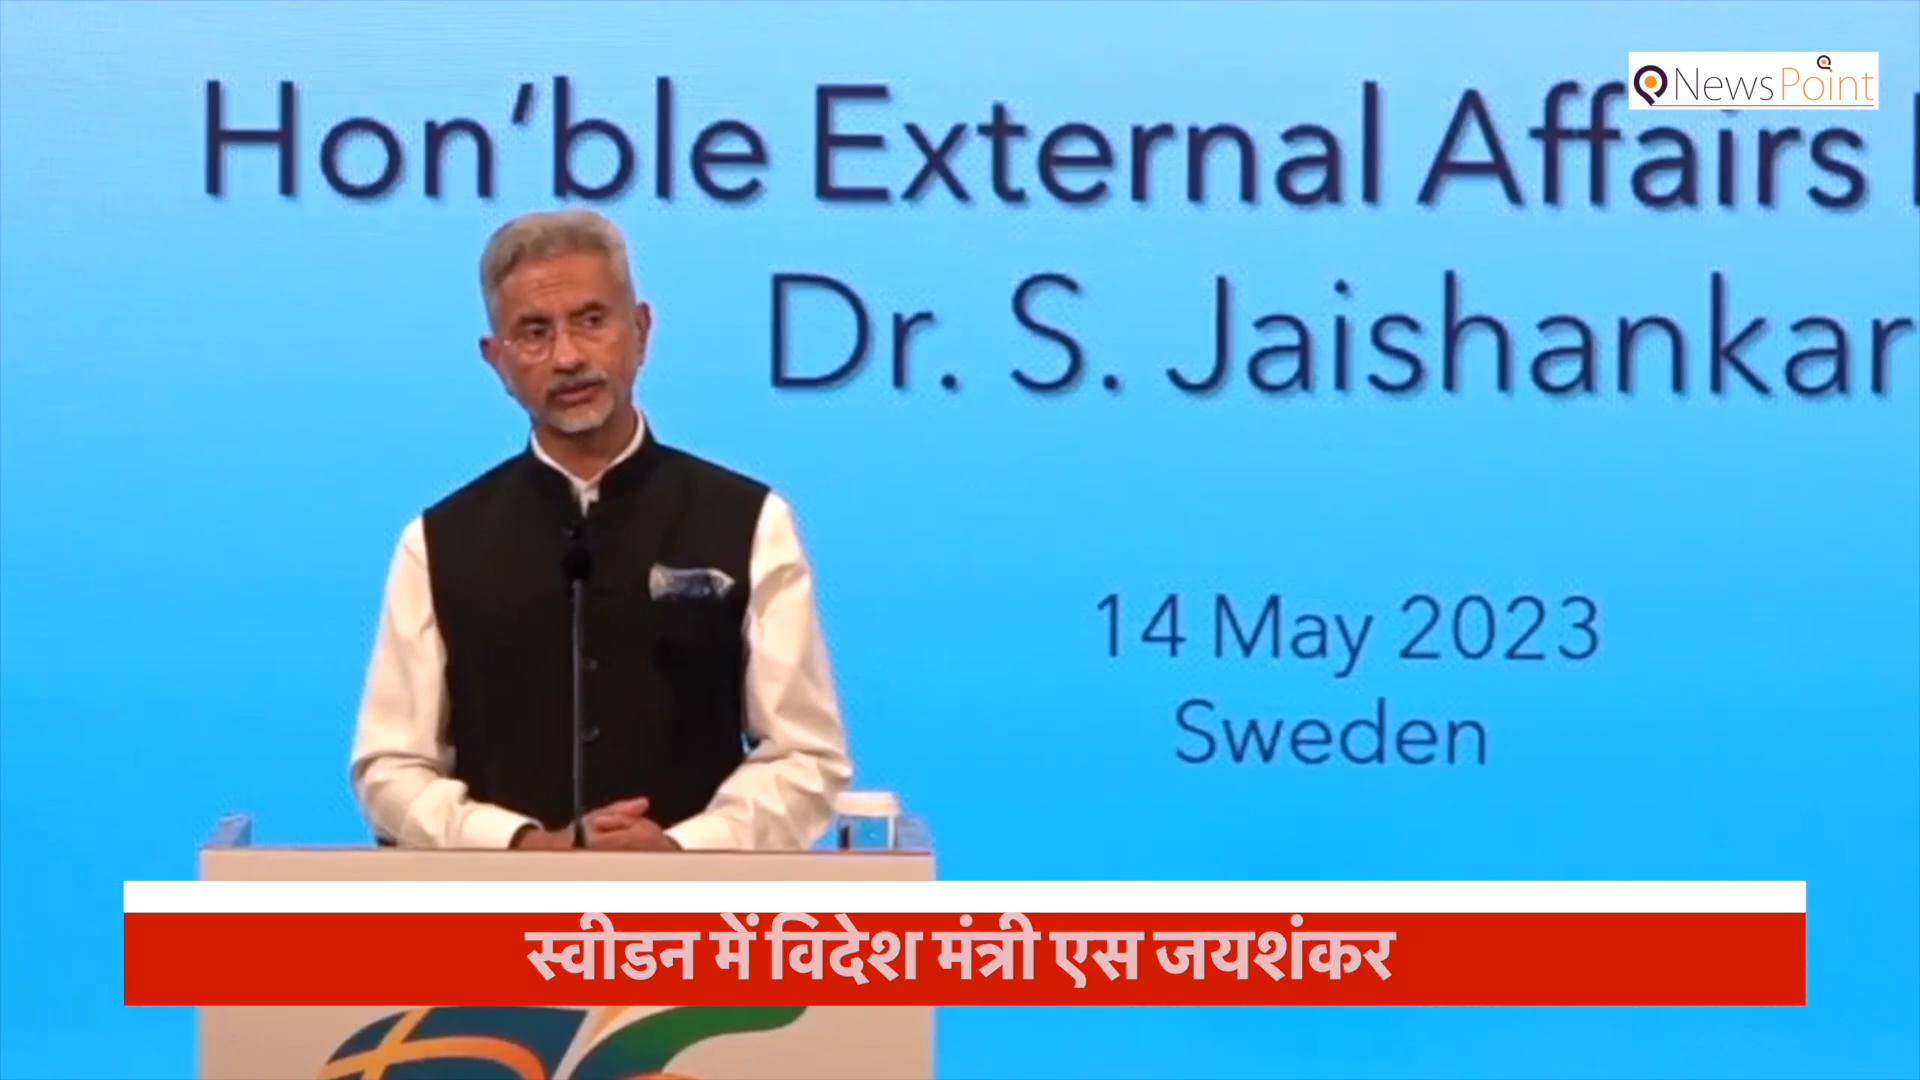 NewsPoint
Hon'ble External Affairs
Dr. S. Jaishankar
14 May 2023
Sweden
स्वीडन में विदेश मंत्री एस जयशंकर